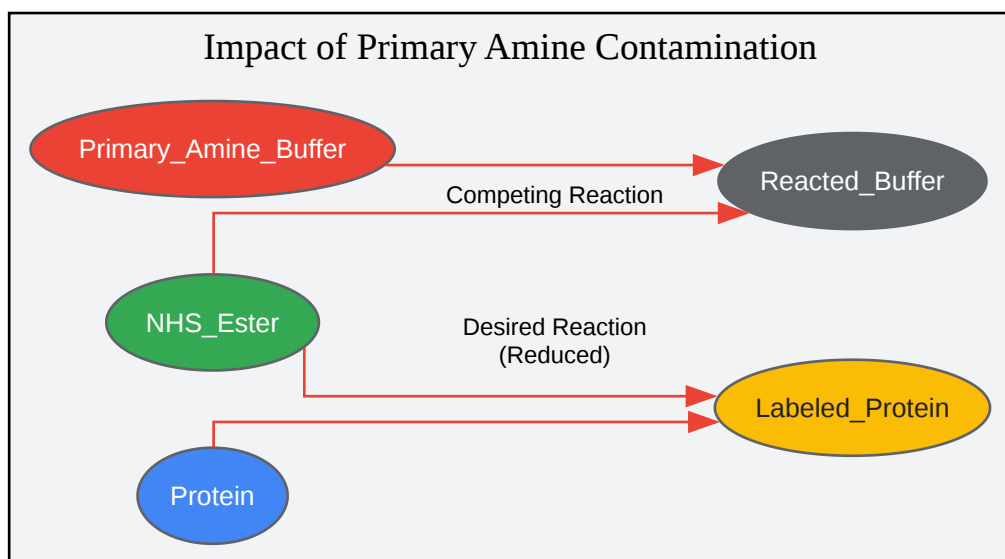 Impact of Primary Amine Contamination
Primary_Amine_Buffer
Reacted_Buffer
Competing Reaction
NHS_Ester
Desired Reaction
(Reduced)
Labeled_Protein
Protein